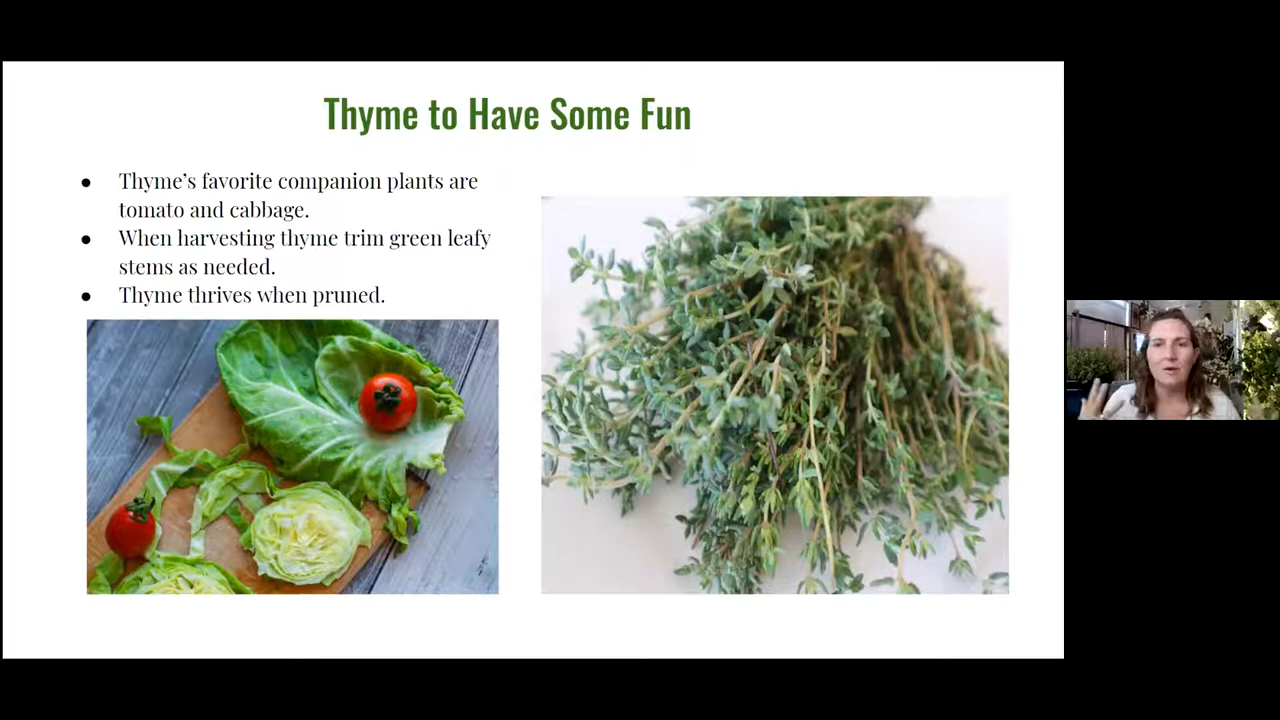 Thyme to Have Some Fun
● Thyme’s favorite companion plants are
tomato and cabbage.
● When harvesting thyme trim green leafy
stems as needed.
● Thyme thrives when pruned.